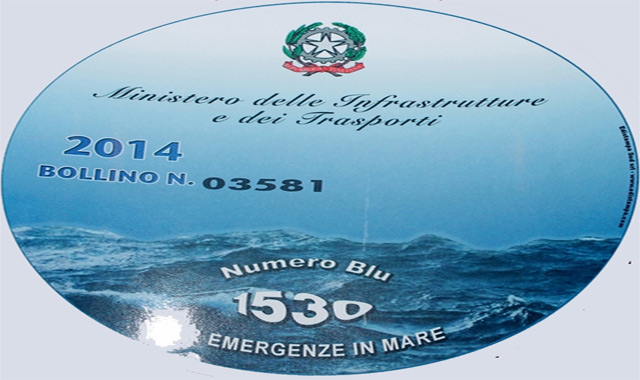 Ministero delle Infrastrutture
e dei Trasporti
2014
BOLLINO N. 03581
Numero Blu
1530
EMERGENZE IN MARE